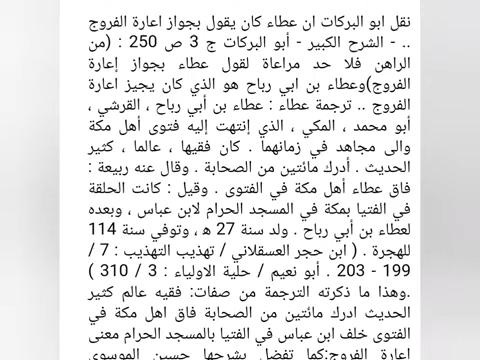 نقل ابو البركات ان عطاء كان يقول بجواز اعارة الفروج
.. - الشرح الكبير - أبو البركات ج 3 ص 250 : (من
الراهن فلا حد مراعاة لقول عطاء بجواز إعارة
الفروج)وعطاء بن ابي رباح هو الذي كان يجيز اعارة
الفروج .. ترجمة عطاء : عطاء بن أبي رباح ، القرشي ،
أبو محمد ، المكي ، الذي إنتهت إليه فتوى أهل مكة
والى مجاهد في زمانهما . كان فقيها ، عالما ، كثير
الحديث . أدرك مائتين من الصحابة . وقال عنه ربيعة :
فاق عطاء أهل مكة في الفتوى . وقيل : كانت الحلقة
في الفتيا بمكة في المسجد الحرام لابن عباس ، وبعده
لعطاء بن أبي رباح . ولد سنة 27 ه ، وتوفي سنة 114
للهجرة . ( ابن حجر العسقلاني / تهذيب التهذيب : 7 /
199 - 203 . أبو نعيم / حلية الاولياء : 3 / 310 )
.وهذا ما ذكرته الترجمة من صفات: فقيه عالم كثير
الحديث ادرك مائتين من الصحابة فاق اهل مكة في
الفتوى خلف ابن عباس في الفتيا بالمسجد الحرام معنى
اعارة الفروج:كما تفضل بشرحها حسين الموسوي